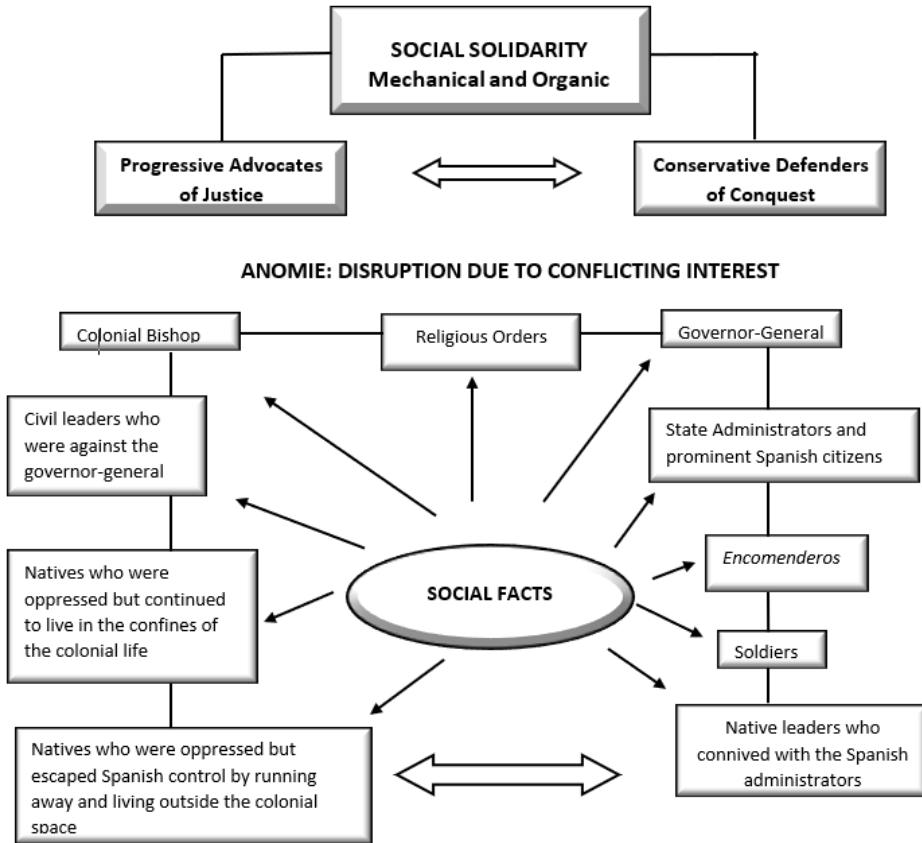 SOCIAL SOLIDARITY
Mechanical and Organic
Progressive Advocates
of Justice
Conservative Defenders
of Conquest
ANOMIE: DISRUPTION DUE TO CONFLICTING INTEREST
Colonial Bishop
Religious Orders
Governor-General
Civil leaders who
were against the
governor-general
State Administrators and
prominent Spanish citizens
Natives who were
oppressed but continued
to live in the confines of
the colonial life
SOCIAL FACTS
Encomenderos
Soldiers
Natives who were oppressed but
escaped Spanish control by running
away and living outside the colonial
space
Native leaders who
connived with the Spanish
administrators